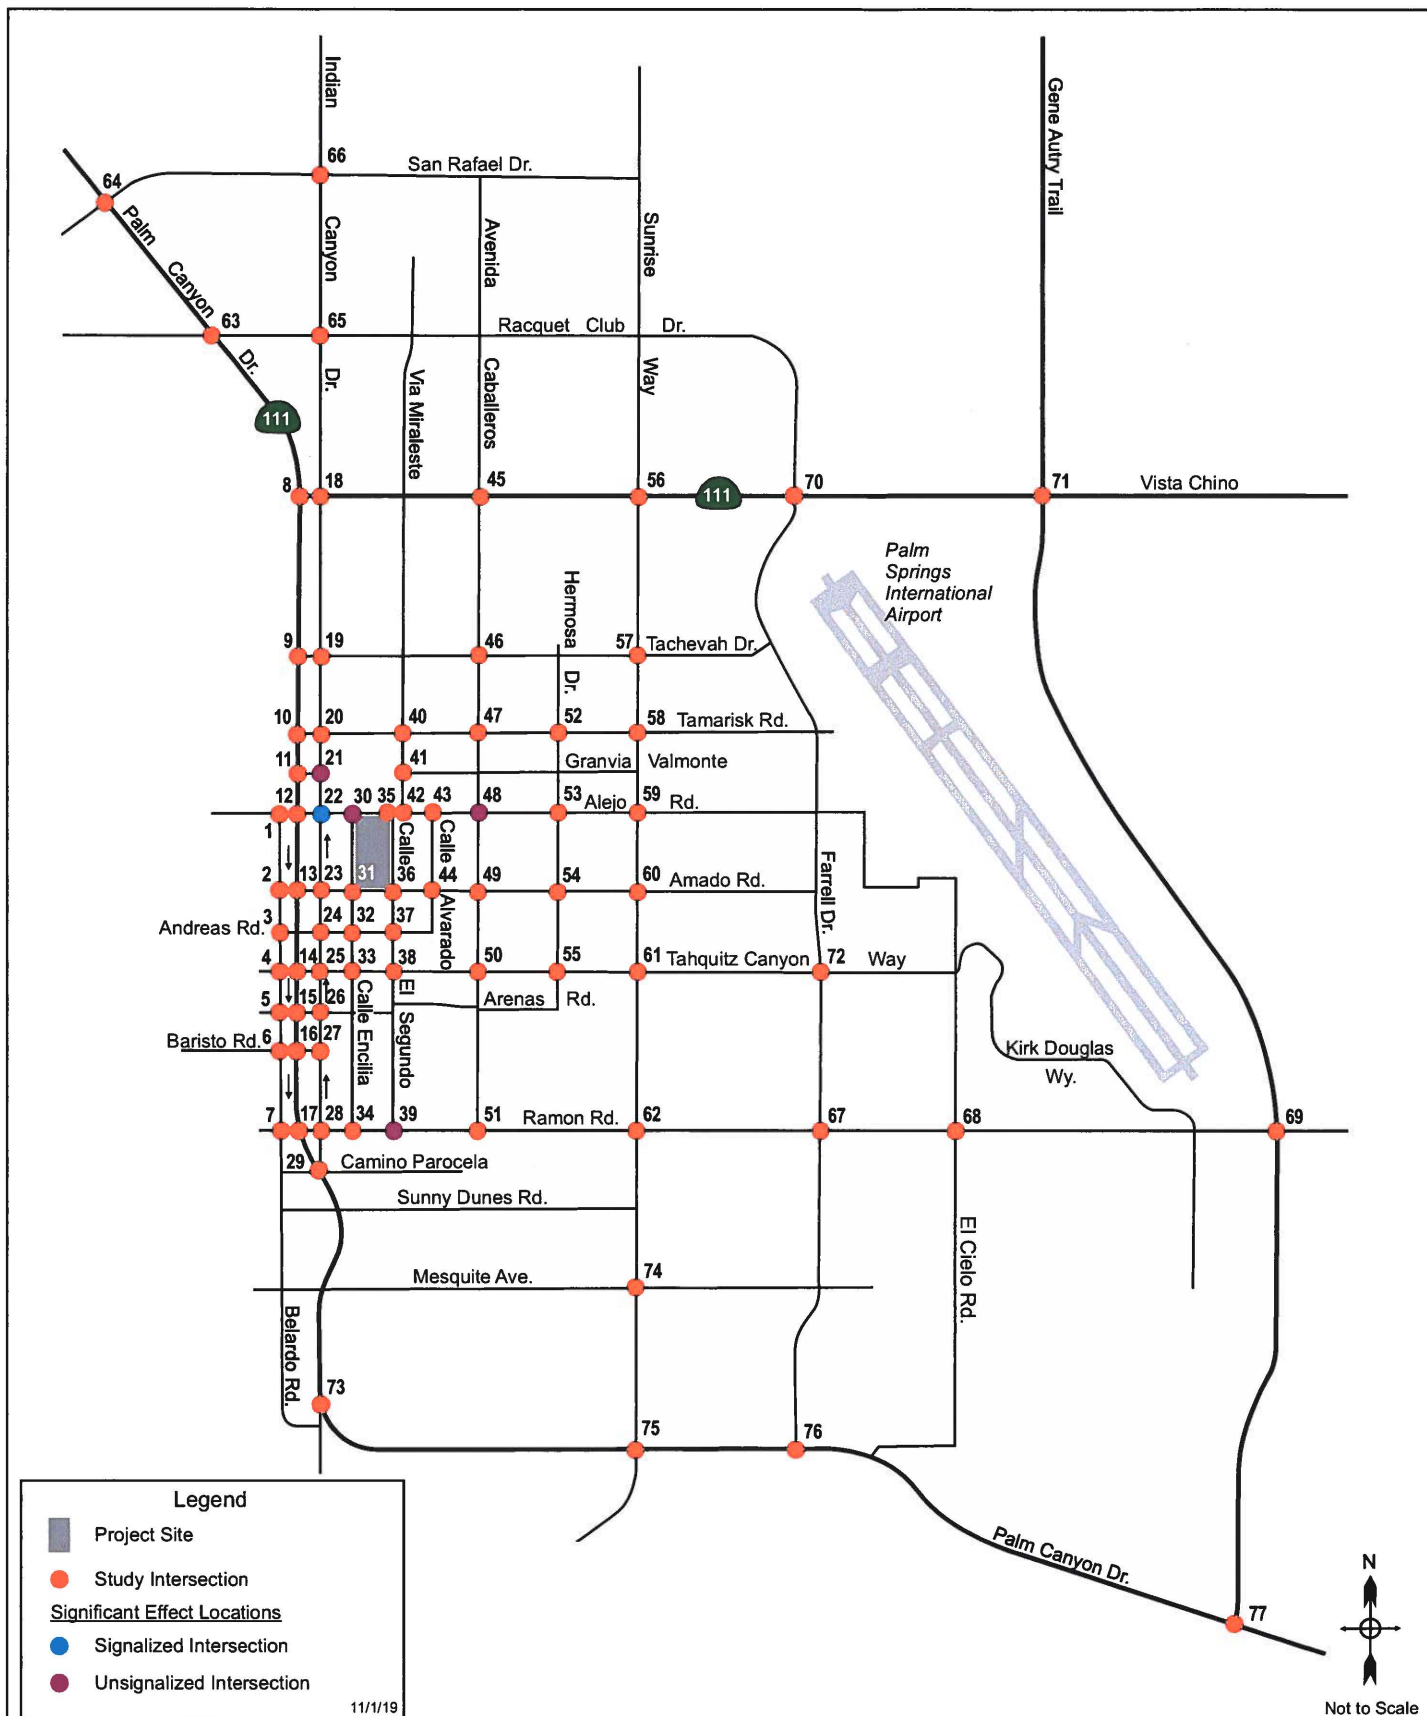 Indian
Gene Autry Trail
66
San Rafael Dr.
64
Palm
Canyon
Avenida
Sunrise
Canyon
63
65
Racquet Club Dr.
Dr.
Dr.
Via Miraleste
Caballeros
Way
111
8
18
45
56
111
70
71
Vista Chino
Palm
Springs
International
Airport
Hermosa
Dr.
9
19
46
57
Tachevah Dr.
10
20
40
47
52
58
Tamarisk Rd.
11
21
41
Granvia Valmonte
12
22
30
35
42
43
48
53
Alejo
59
Rd.
1
Calle
Calle
Farrell Dr.
2
13
23
31
36
44
49
54
60
Amado Rd.
Alvarado
3
24
32
37
Andreas Rd.
4
14
25
33
38
50
55
61
Tahquitz Canyon
72
Way
5
15
26
Calle Encilia
El Segundo
Arenas Rd.
Baristo Rd.
6
16
27
Kirk Douglas
Wy.
7
17
28
34
39
51
Ramon Rd.
62
67
68
69
29
Camino Parocela
Sunny Dunes Rd.
El Cielo Rd.
Mesquite Ave.
74
Belardo Rd.
73
75
76
Palm Canyon Dr.
77
Legend
Project Site
Study Intersection
Significant Effect Locations
Signalized Intersection
Unsignalized Intersection
11/1/19
N
Not to Scale